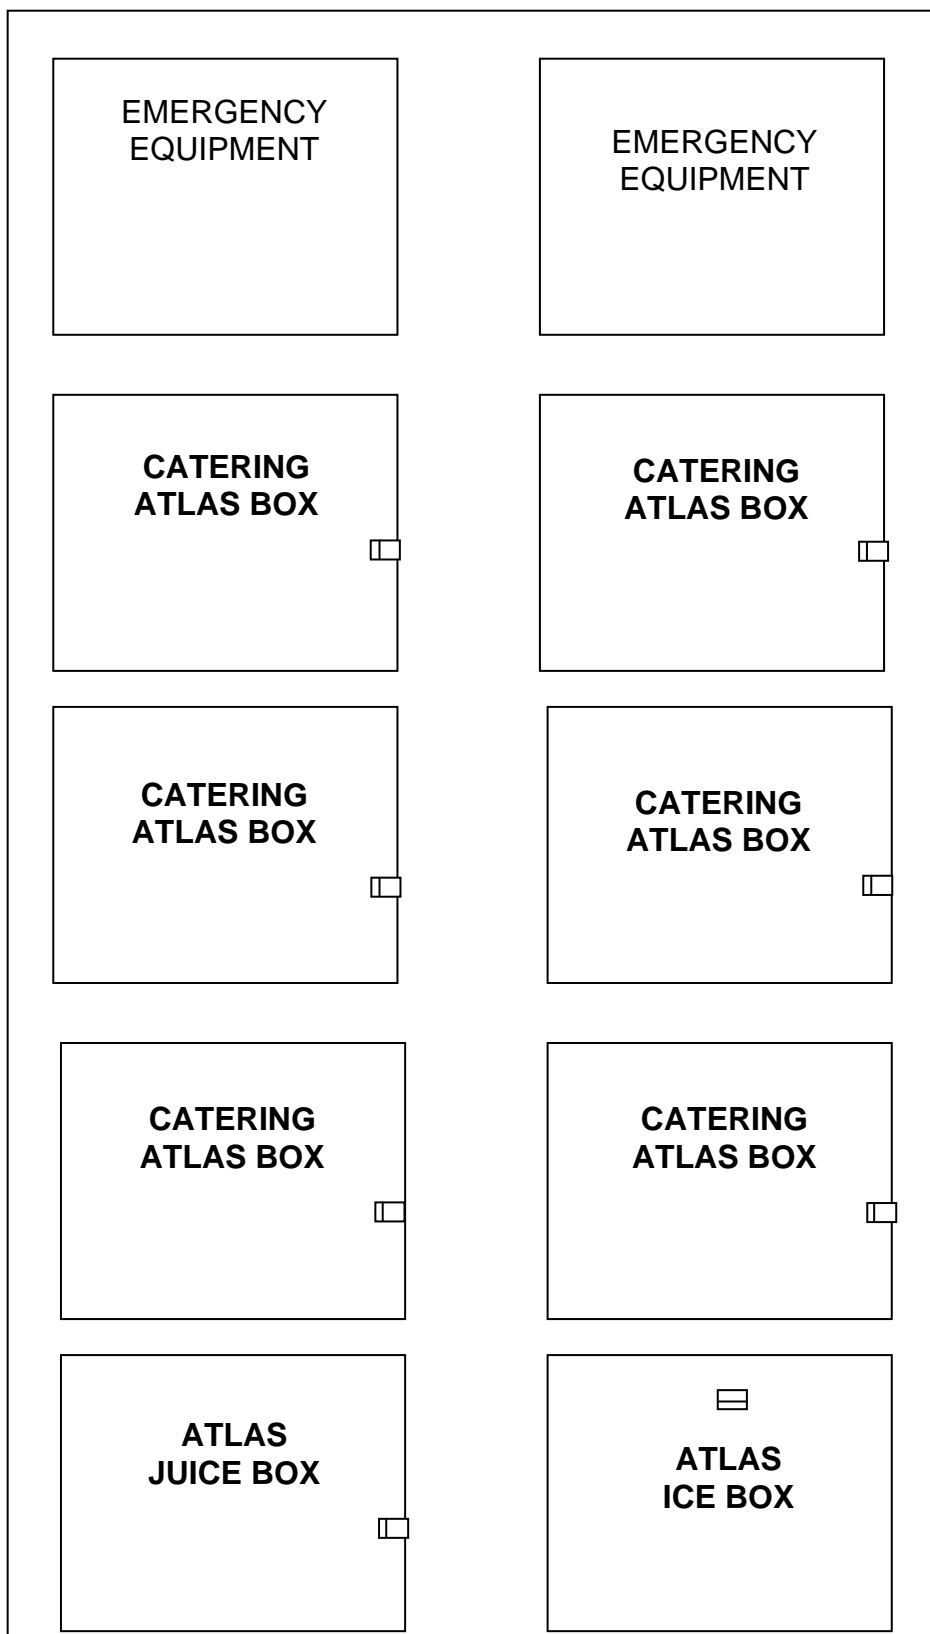 EMERGENCY
EQUIPMENT
EMERGENCY
EQUIPMENT
CATERING
ATLAS BOX
CATERING
ATLAS BOX
CATERING
ATLAS BOX
CATERING
ATLAS BOX
CATERING
ATLAS BOX
CATERING
ATLAS BOX
ATLAS
JUICE BOX
ATLAS
ICE BOX